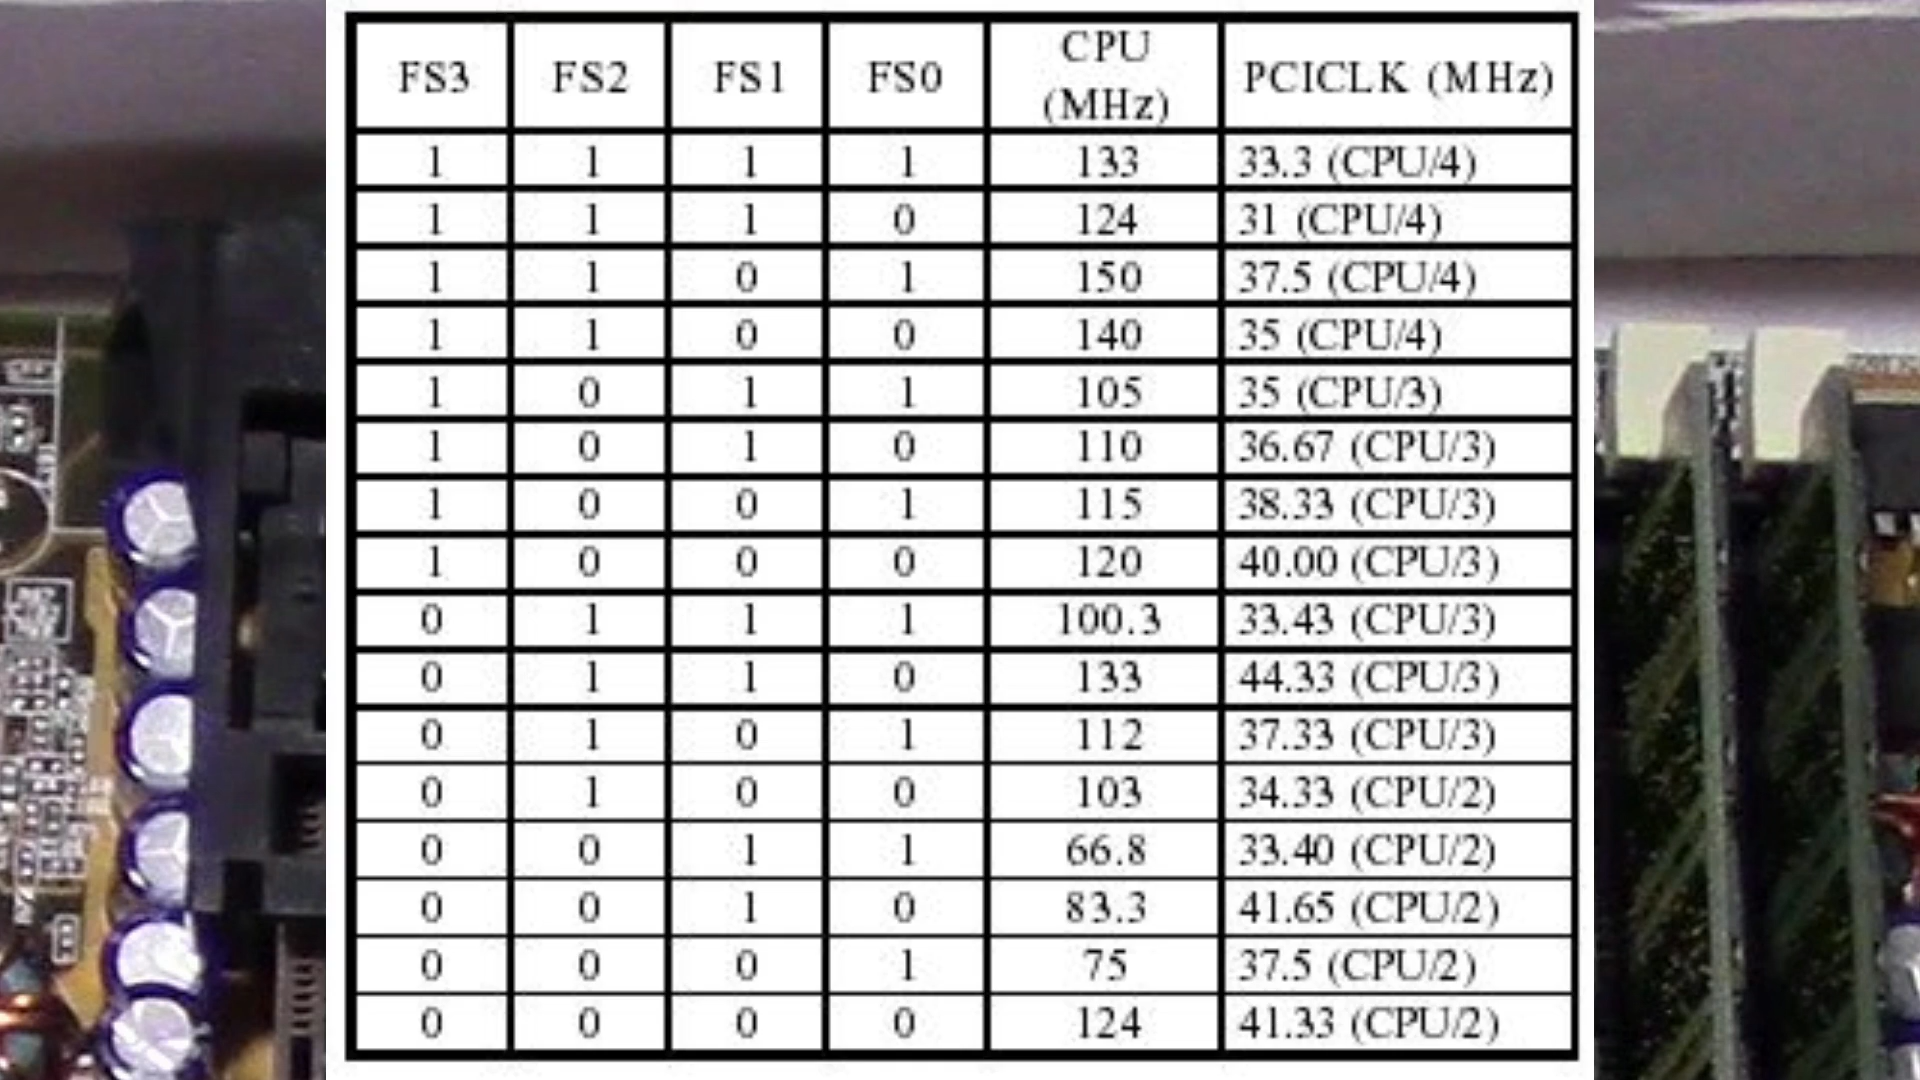 FS3 FS2 FS1 FS0 CPU (MHz) PCICLK (MHz)
1 1 1 1 133 33.3 (CPU/4)
1 1 1 0 124 31 (CPU/4)
1 1 0 1 150 37.5 (CPU/4)
1 1 0 0 140 35 (CPU/4)
1 0 1 1 105 35 (CPU/3)
1 0 1 0 110 36.67 (CPU/3)
1 0 0 1 115 38.33 (CPU/3)
1 0 0 0 120 40.00 (CPU/3)
0 1 1 1 100.3 33.43 (CPU/3)
0 1 1 0 133 44.33 (CPU/3)
0 1 0 1 112 37.33 (CPU/3)
0 1 0 0 103 34.33 (CPU/2)
0 0 1 1 66.8 33.40 (CPU/2)
0 0 1 0 83.3 41.65 (CPU/2)
0 0 0 1 75 37.5 (CPU/2)
0 0 0 0 124 41.33 (CPU/2)